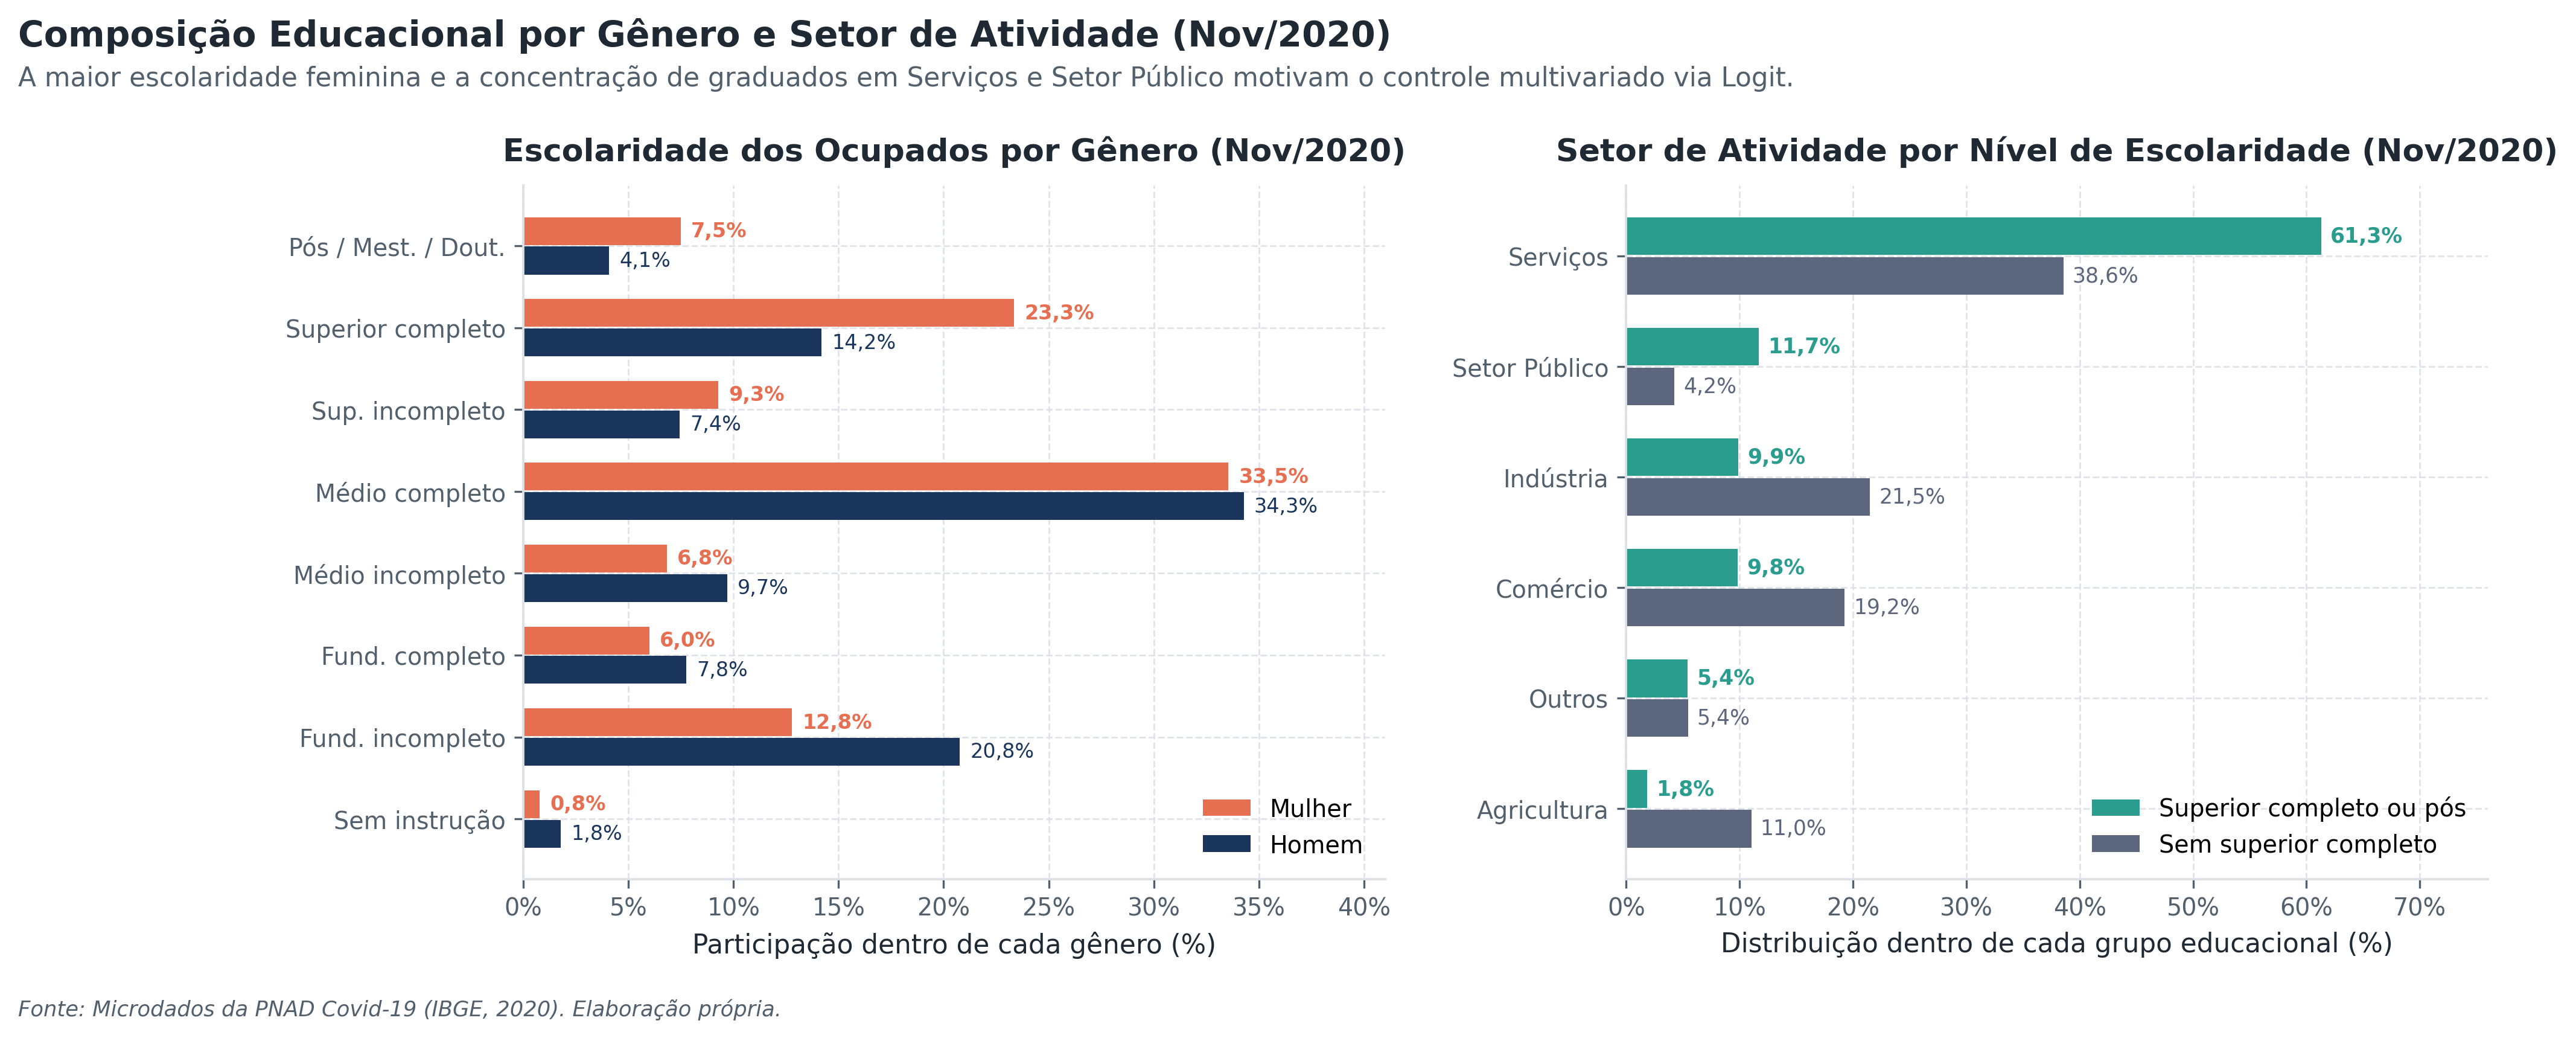 Composição Educacional por Gênero e Setor de Atividade (Nov/2020)
A maior escolaridade feminina e a concentração de graduados em Serviços e Setor Público motivam o controle multivariado via Logit.
Escolaridade dos Ocupados por Gênero (Nov/2020)
Pós / Mest. / Dout.
7,5%
4,1%
Superior completo
23,3%
14,2%
Sup. incompleto
9,3%
7,4%
Médio completo
33,5%
34,3%
Médio incompleto
6,8%
9,7%
Fund. completo
6,0%
7,8%
Fund. incompleto
12,8%
20,8%
Sem instrução
0,8%
1,8%
Mulher
Homem
0% 5% 10% 15% 20% 25% 30% 35% 40%
Participação dentro de cada gênero (%)
Setor de Atividade por Nível de Escolaridade (Nov/2020)
Serviços
61,3%
38,6%
Setor Público
11,7%
4,2%
Indústria
9,9%
21,5%
Comércio
9,8%
19,2%
Outros
5,4%
5,4%
Agricultura
1,8%
11,0%
Superior completo ou pós
Sem superior completo
0% 10% 20% 30% 40% 50% 60% 70%
Distribuição dentro de cada grupo educacional (%)
Fonte: Microdados da PNAD Covid-19 (IBGE, 2020). Elaboração própria.